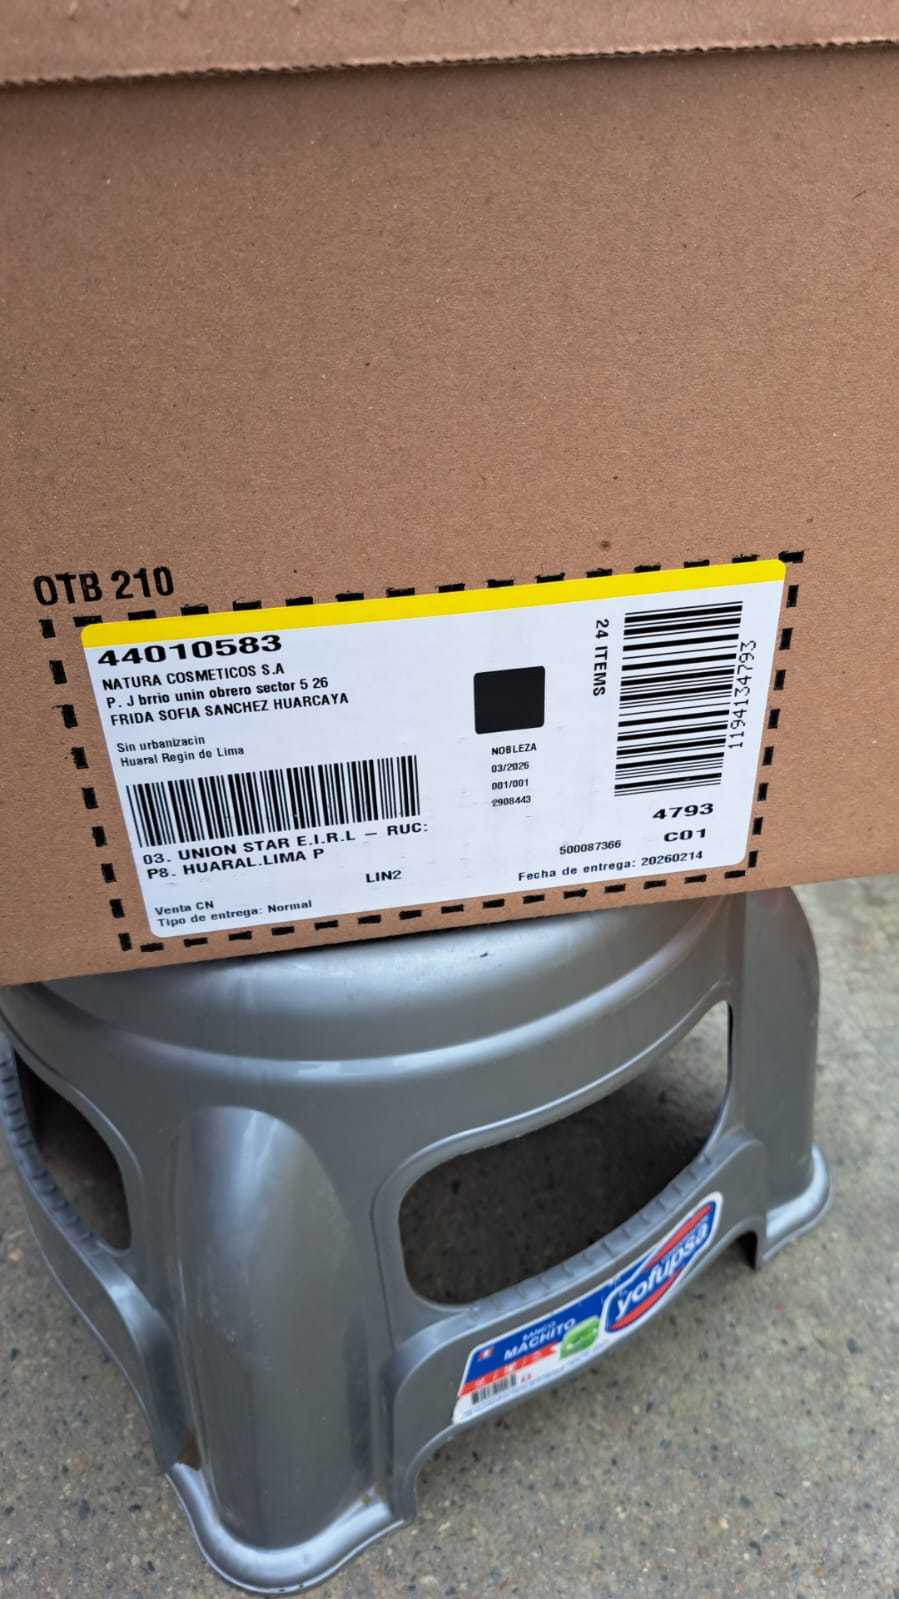 OTB 210
44010583
NATURA COSMETICOS S.A
P. J brrio unin obrero sector 5 26
FRIDA SOFIA SANCHEZ HUARCAYA
Sin urbanizacin
Huaral Regin de Lima
03. UNION STAR E.I.R.L – RUC:
P8. HUARAL.LIMA P
LIN2
Venta CN
Tipo de entrega: Normal
NOBLEZA
03/2026
001/001
2908443
24 ITEMS
1194134793
4793
C01
500087366
Fecha de entrega: 20260214
BANCO
MACHITO
yofupsa